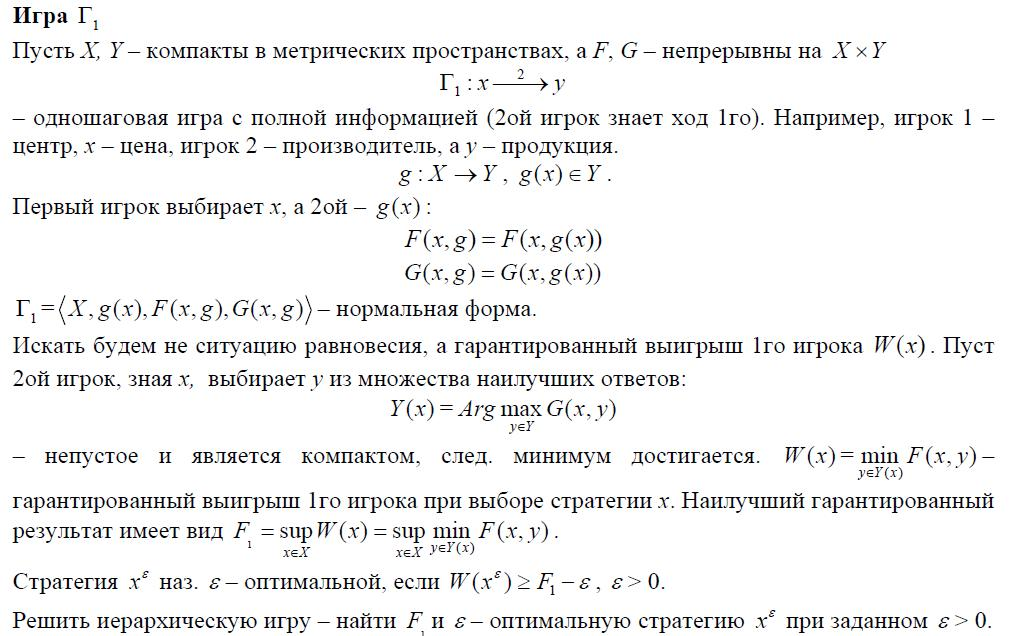 Игра Γ₁
Пусть X, Y – компакты в метрических пространствах, а F, G – непрерывны на X × Y
Γ₁ : x —²→ y
– одношаговая игра с полной информацией (2ой игрок знает ход 1го). Например, игрок 1 –
центр, x – цена, игрок 2 – производитель, а y – продукция.
g : X → Y , g(x) ∈ Y .
Первый игрок выбирает x, а 2ой – g(x) :
F(x, g) = F(x, g(x))
G(x, g) = G(x, g(x))
Γ₁ = ⟨X, g(x), F(x, g), G(x, g)⟩ – нормальная форма.
Искать будем не ситуацию равновесия, а гарантированный выигрыш 1го игрока W(x) . Пуст
2ой игрок, зная x, выбирает y из множества наилучших ответов:
Y(x) = Arg max_{y∈Y} G(x, y)
– непустое и является компактом, след. минимум достигается. W(x) = min_{y∈Y(x)} F(x, y) –
гарантированный выигрыш 1го игрока при выборе стратегии x. Наилучший гарантированный
результат имеет вид F₁ = sup_{x∈X} W(x) = sup_{x∈X} min_{y∈Y(x)} F(x, y) .
Стратегия x^ε наз. ε – оптимальной, если W(x^ε) ≥ F₁ – ε , ε > 0.
Решить иерархическую игру – найти F₁ и ε – оптимальную стратегию x^ε при заданном ε > 0.